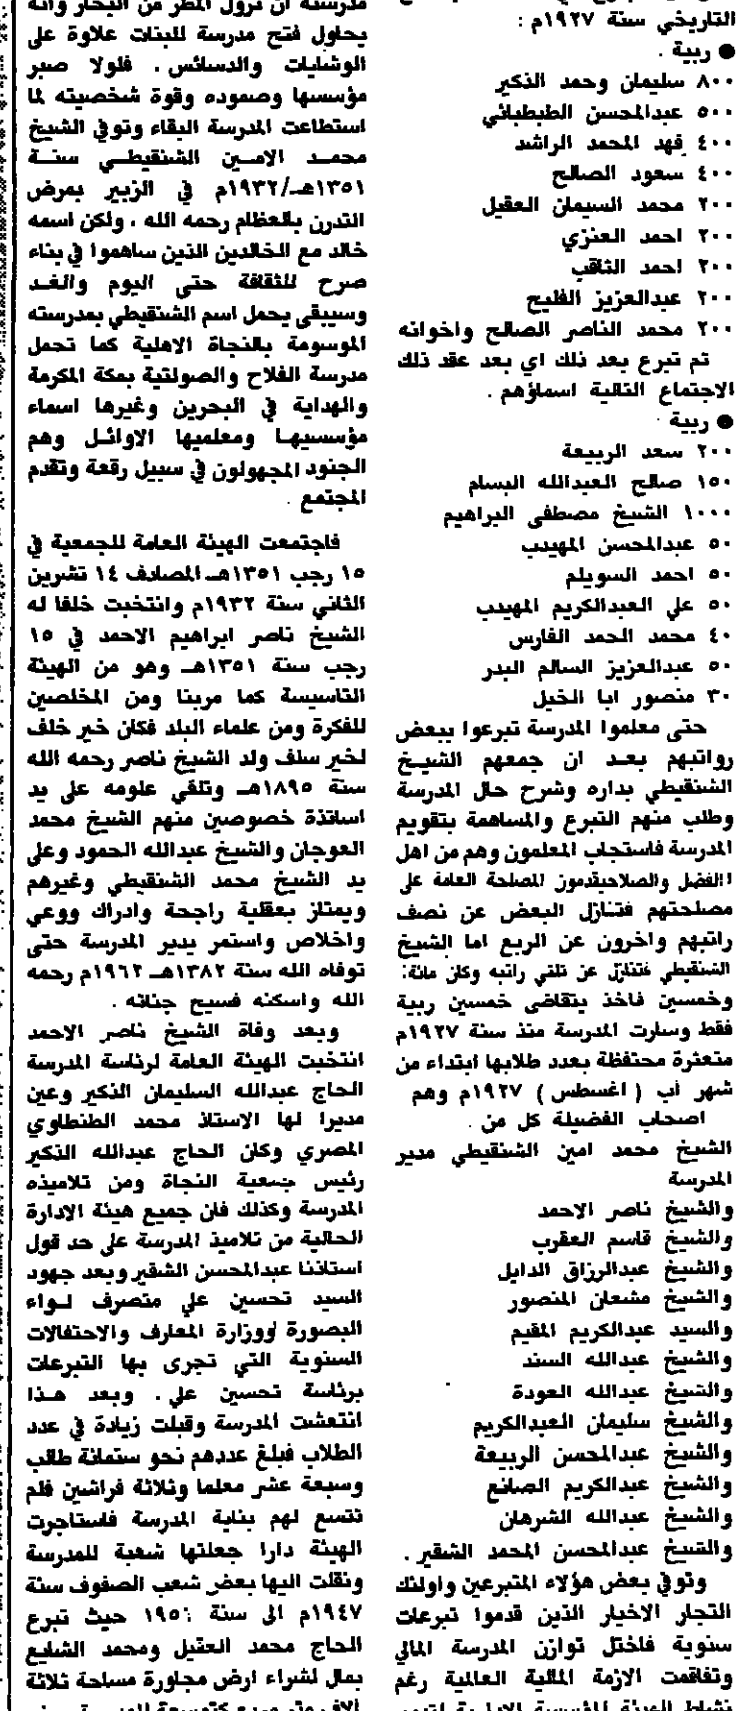 التاريخي سنة ١٩٢٧م :
● ربية .
٨٠٠ سليمان وحمد الذكير
٥٠٠ عبدالمحسن الطبطبائي
٤٠٠ فهد المحمد الراشد
٤٠٠ سعود الصالح
٢٠٠ محمد السيمان العقيل
٢٠٠ احمد العنزي
٢٠٠ احمد الثاقب
٢٠٠ عبدالعزيز الفليح
٢٠٠ محمد الناصر الصالح واخوانه
تم تبرع بعد ذلك اي بعد عقد ذلك
الاجتماع التالية اسماؤهم .
● ربية .
٢٠٠ سعد الربيعة
١٥٠ صالح العبدالله البسام
١٠٠٠ الشيخ مصطفى البراهيم
٥٠ عبدالمحسن المهيدب
٥٠ احمد السويلم
٥٠ علي العبدالكريم المهيدب
٤٠ محمد الحمد الفارس
٥٠ عبدالعزيز السالم البدر
٣٠ منصور ابا الخيل
حتى معلموا المدرسة تبرعوا ببعض
رواتبهم بعد ان جمعهم الشيخ
الشنقيطي بداره وشرح حال المدرسة
وطلب منهم التبرع والمساهمة بتقويم
المدرسة فاستجاب المعلمون وهم من اهل
الفضل والصلاحيقدمون المصلحة العامة على
مصلحتهم فتنازل البعض عن نصف
راتبهم واخرون عن الربع اما الشيخ
الشنقيطي فتنازل عن ثلثي راتبه وكان مائة
وخمسين فاخذ يتقاضى خمسين ربية
فقط وسارت المدرسة منذ سنة ١٩٢٧م
متعثرة محتفظة بعدد طلابها ابتداء من
شهر أب ( اغسطس ) ١٩٢٧م وهم
اصحاب الفضيلة كل من .
الشيخ محمد امين الشنقيطي مدير
المدرسة
والشيخ ناصر الاحمد
والشيخ قاسم العقرب
والشيخ عبدالرزاق الدايل
والشيخ مشعان المنصور
والسيد عبدالكريم المقيم
والشيخ عبدالله السند
والشيخ عبدالله العودة
والشيخ سليمان العبدالكريم
والشيخ عبدالمحسن الربيعة
والشيخ عبدالكريم الصانع
والشيخ عبدالله الشرهان
والشيخ عبدالمحسن المحمد الشقير .
وتوفي بعض هؤلاء المتبرعين واولئك
التجار الاخيار الذين قدموا تبرعات
سنوية فاختل توازن المدرسة المالي
وتفاقمت الازمة المالية العالمية رغم
نشاط الهيئة المؤسسة الادارية
مدرسته ان نزول المطر من البخار وانه
يحاول فتح مدرسة للبنات علاوة على
الوشايات والدسائس . فلولا صبر
مؤسسها وصموده وقوة شخصيته لما
استطاعت المدرسة البقاء وتوفي الشيخ
محمد الامين الشنقيطي سنة
١٣٥١هـ/١٩٣٢م في الزبير بمرض
التدرن بالعظام رحمه الله ، ولكن اسمه
خالد مع الخالدين الذين ساهموا في بناء
صرح للثقافة حتى اليوم والغد
وسيبقى يحمل اسم الشنقيطي بمدرسته
الموسومة بالنجاة الاهلية كما تحمل
مدرسة الفلاح والصولتية بمكة المكرمة
والهداية في البحرين وغيرها اسماء
مؤسسيها ومعلميها الاوائل وهم
الجنود المجهولون في سبيل رقعة وتقدم
المجتمع .
فاجتمعت الهيئة العامة للجمعية في
١٥ رجب ١٣٥١هـ المصادف ١٤ تشرين
الثاني سنة ١٩٣٢م وانتخبت خلفا له
الشيخ ناصر ابراهيم الاحمد في ١٥
رجب سنة ١٣٥١هـ وهو من الهيئة
التاسيسة كما مربنا ومن المخلصين
للفكرة ومن علماء البلد فكان خير خلف
لخير سلف ولد الشيخ ناصر رحمه الله
سنة ١٨٩٥هـ وتلقي علومه على يد
اساتذة خصوصين منهم الشيخ محمد
العوجان والشيخ عبدالله الحمود وعلى
يد الشيخ محمد الشنقيطي وغيرهم
ويمتاز بعقلية راجحة وادراك ووعي
واخلاص واستمر يدير المدرسة حتى
توفاه الله سنة ١٣٨٢هـ ١٩٦٢م رحمه
الله واسكنه فسيح جناته .
وبعد وفاة الشيخ ناصر الاحمد
انتخبت الهيئة العامة لرئاسة المدرسة
الحاج عبدالله السليمان الذكير وعين
مديرا لها الاستاذ محمد الطنطاوي
المصري وكان الحاج عبدالله الذكير
رئيس جمعية النجاة ومن تلاميذه
المدرسة وكذلك فان جميع هيئة الادارة
الحالية من تلاميذ المدرسة على حد قول
استاذنا عبدالمحسن الشقير وبعد جهود
السيد تحسين علي متصرف لواء
البصورة ووزارة المعارف والاحتفالات
السنوية التي تجرى بها التبرعات
برئاسة تحسين علي . وبعد هذا
انتعشت المدرسة وقبلت زيادة في عدد
الطلاب فبلغ عددهم نحو ستمائة طالب
وسبعة عشر معلما وثلاثة فراشين فلم
تتسع لهم بناية المدرسة فاستاجرت
الهيئة دارا جعلتها شعبة للمدرسة
ونقلت اليها بعض شعب الصفوف سنة
١٩٤٧م الى سنة ١٩٥٠ حيث تبرع
الحاج محمد العقيل ومحمد الشايع
بمال لشراء ارض مجاورة مساحة ثلاثة